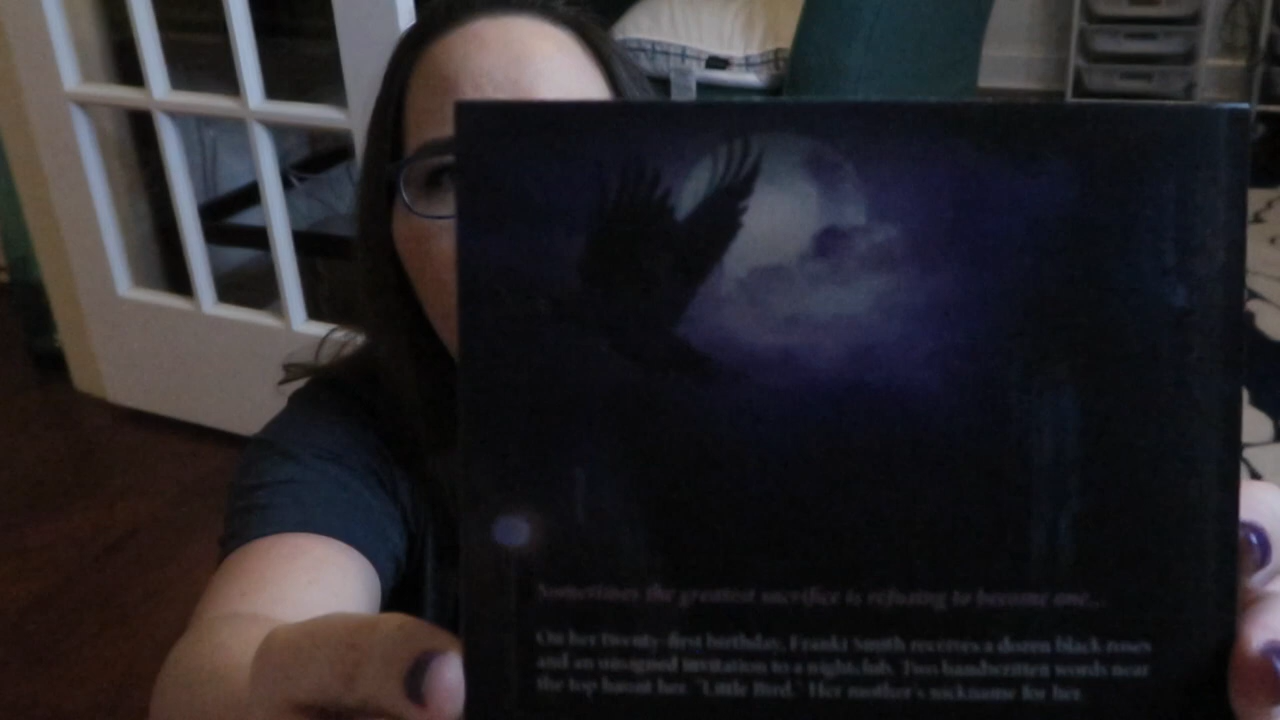 Sometimes the greatest sacrifice is refusing to become one...
On her twenty-first birthday, Franki Smith receives a dozen black roses
and an unsigned invitation to a nightclub. Two handwritten words near
the top haunt her. "Little Bird." Her mother's nickname for her.